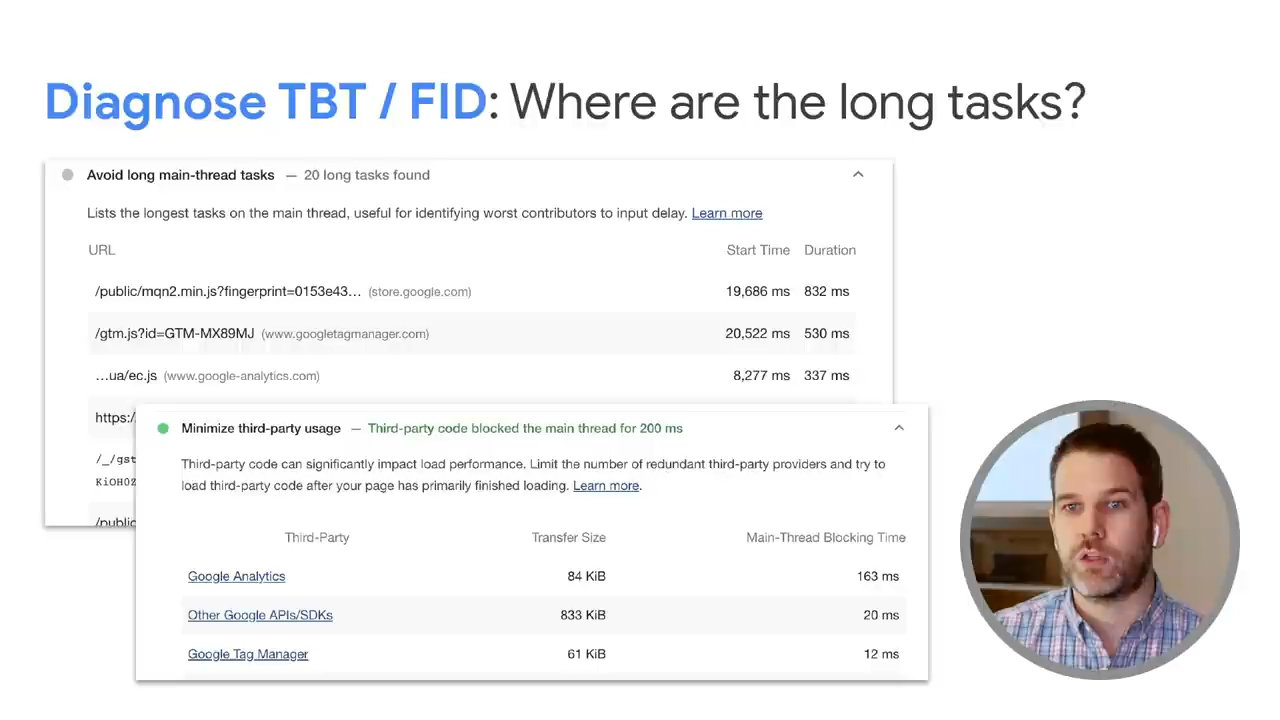 Diagnose TBT / FID: Where are the long tasks?
Avoid long main-thread tasks — 20 long tasks found
Lists the longest tasks on the main thread, useful for identifying worst contributors to input delay. Learn more
URL Start Time Duration
/public/mqn2.min.js?fingerprint=0153e43… (store.google.com) 19,686 ms 832 ms
/gtm.js?id=GTM-MX89MJ (www.googletagmanager.com) 20,522 ms 530 ms
…ua/ec.js (www.google-analytics.com) 8,277 ms 337 ms
https:/
/_/gst
KiOH0Z
/public
Minimize third-party usage — Third-party code blocked the main thread for 200 ms
Third-party code can significantly impact load performance. Limit the number of redundant third-party providers and try to
load third-party code after your page has primarily finished loading. Learn more.
Third-Party Transfer Size Main-Thread Blocking Time
Google Analytics 84 KiB 163 ms
Other Google APIs/SDKs 833 KiB 20 ms
Google Tag Manager 61 KiB 12 ms